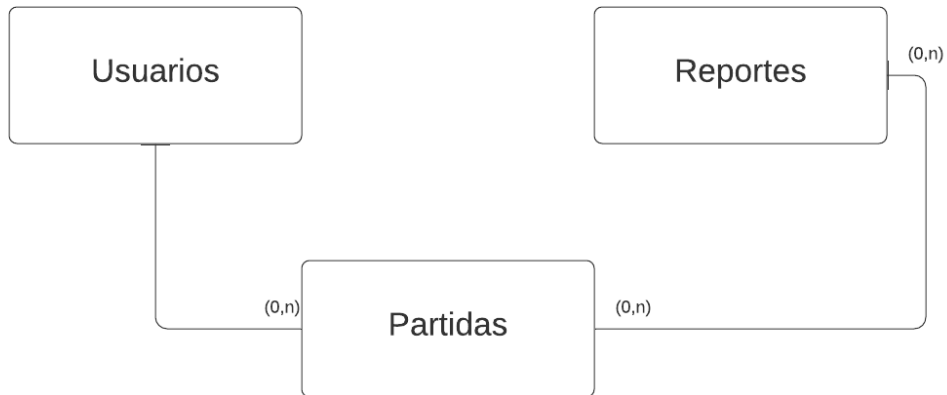 Usuarios
Reportes
(0,n)
(0,n)
(0,n)
Partidas